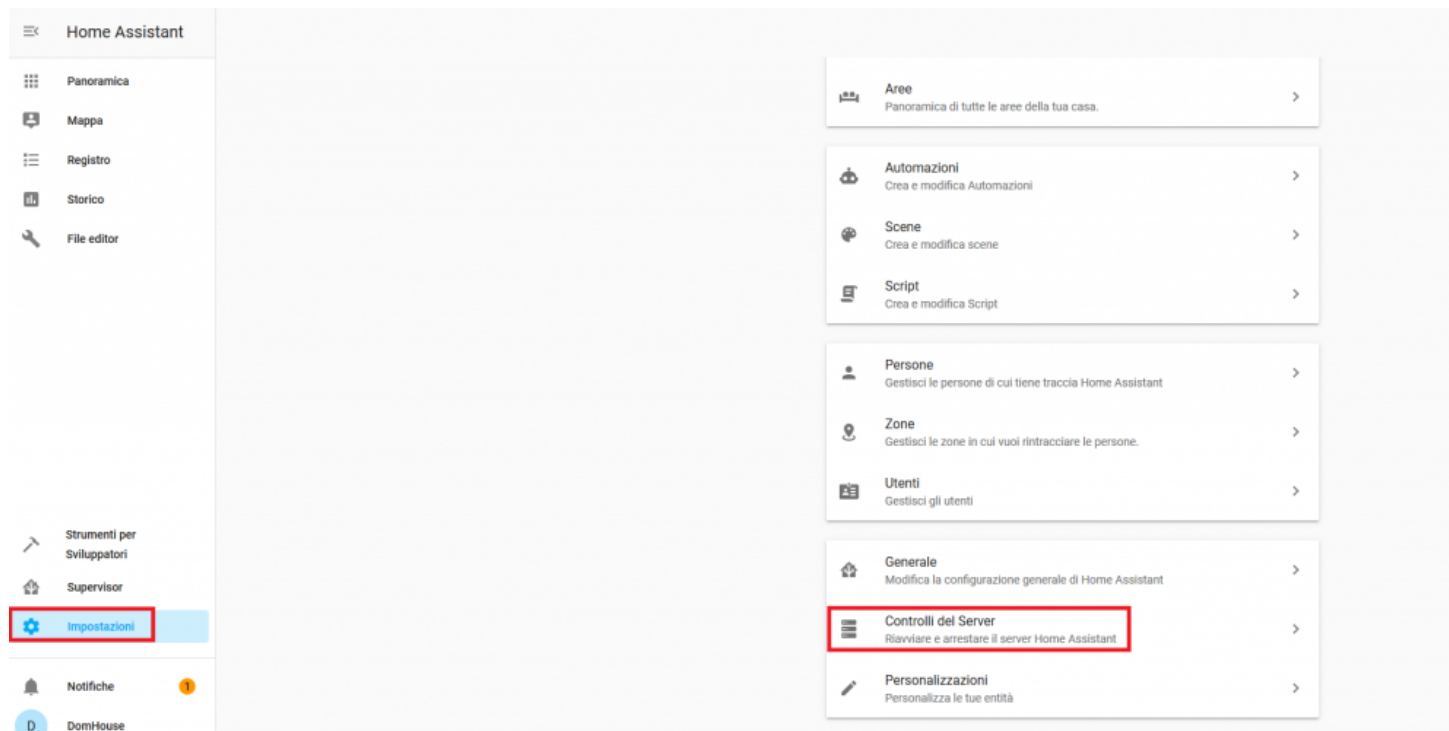 Home Assistant
Panoramica
Mappa
Registro
Storico
File editor
Strumenti per
Sviluppatori
Supervisor
Impostazioni
Notifiche
1
D
DomHouse
Aree
Panoramica di tutte le aree della tua casa.
Automazioni
Crea e modifica Automazioni
Scene
Crea e modifica scene
Script
Crea e modifica Script
Persone
Gestisci le persone di cui tiene traccia Home Assistant
Zone
Gestisci le zone in cui vuoi rintracciare le persone.
Utenti
Gestisci gli utenti
Generale
Modifica la configurazione generale di Home Assistant
Controlli del Server
Riavviare e arrestare il server Home Assistant
Personalizzazioni
Personalizza le tue entità